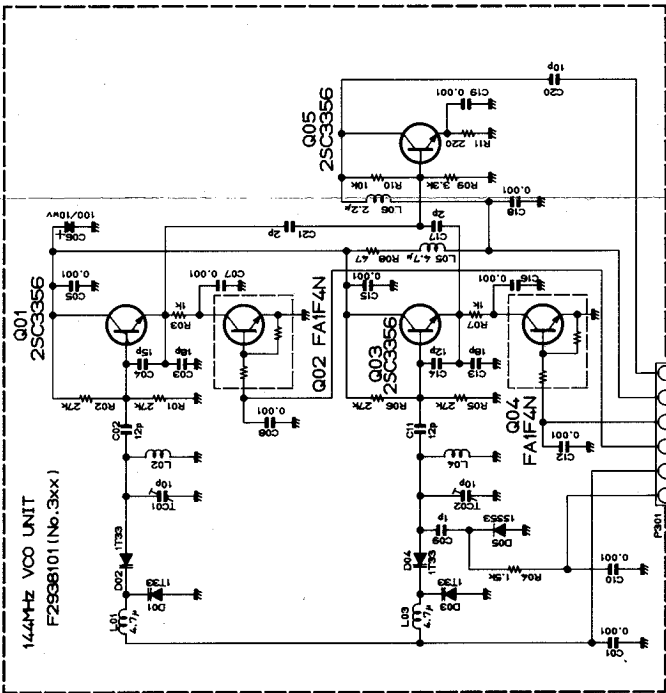 144MHz VCO UNIT
F2938101(No.3xx)
Q01
2SC3356
C06
+
100/10wv
C05
0.001
R03
1k
C07
0.001
Q02 FA1F4N
C04
15p
C03
18p
R02
27k
R01
27k
C02
12p
L02
TC01
10p
D02
1T33
D01
1T33
L01
4.7μ
C08
0.001
C21
2p
Q05
2SC3356
C20
10p
C19 0.001
R11
220
R10
10k
R09 3.3k
L06
2.2μ
C18
0.001
C17
2p
R08
47
L05 4.7μ
C15
0.001
Q03
2SC3356
R07
1k
C16
0.001
Q04
FA1F4N
C14
12p
C13
18p
R06
27k
R05
27k
C11
12p
C12
0.001
L04
TC02
10p
C09
1p
D05
1SS53
D04
1T33
D03
1T33
L03
4.7μ
R04 1.5k
C10
0.001
C01
0.001
P301